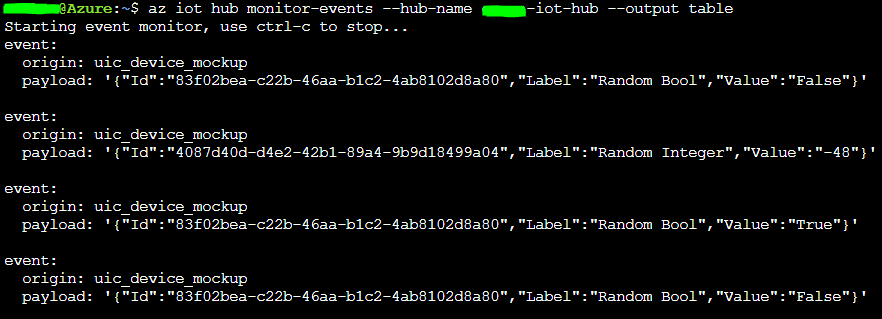 @Azure:~$ az iot hub monitor-events --hub-name -iot-hub --output table
Starting event monitor, use ctrl-c to stop...
event:
  origin: uic_device_mockup
  payload: '{"Id":"83f02bea-c22b-46aa-b1c2-4ab8102d8a80","Label":"Random Bool","Value":"False"}'

event:
  origin: uic_device_mockup
  payload: '{"Id":"4087d40d-d4e2-42b1-89a4-9b9d18499a04","Label":"Random Integer","Value":"-48"}'

event:
  origin: uic_device_mockup
  payload: '{"Id":"83f02bea-c22b-46aa-b1c2-4ab8102d8a80","Label":"Random Bool","Value":"True"}'

event:
  origin: uic_device_mockup
  payload: '{"Id":"83f02bea-c22b-46aa-b1c2-4ab8102d8a80","Label":"Random Bool","Value":"False"}'